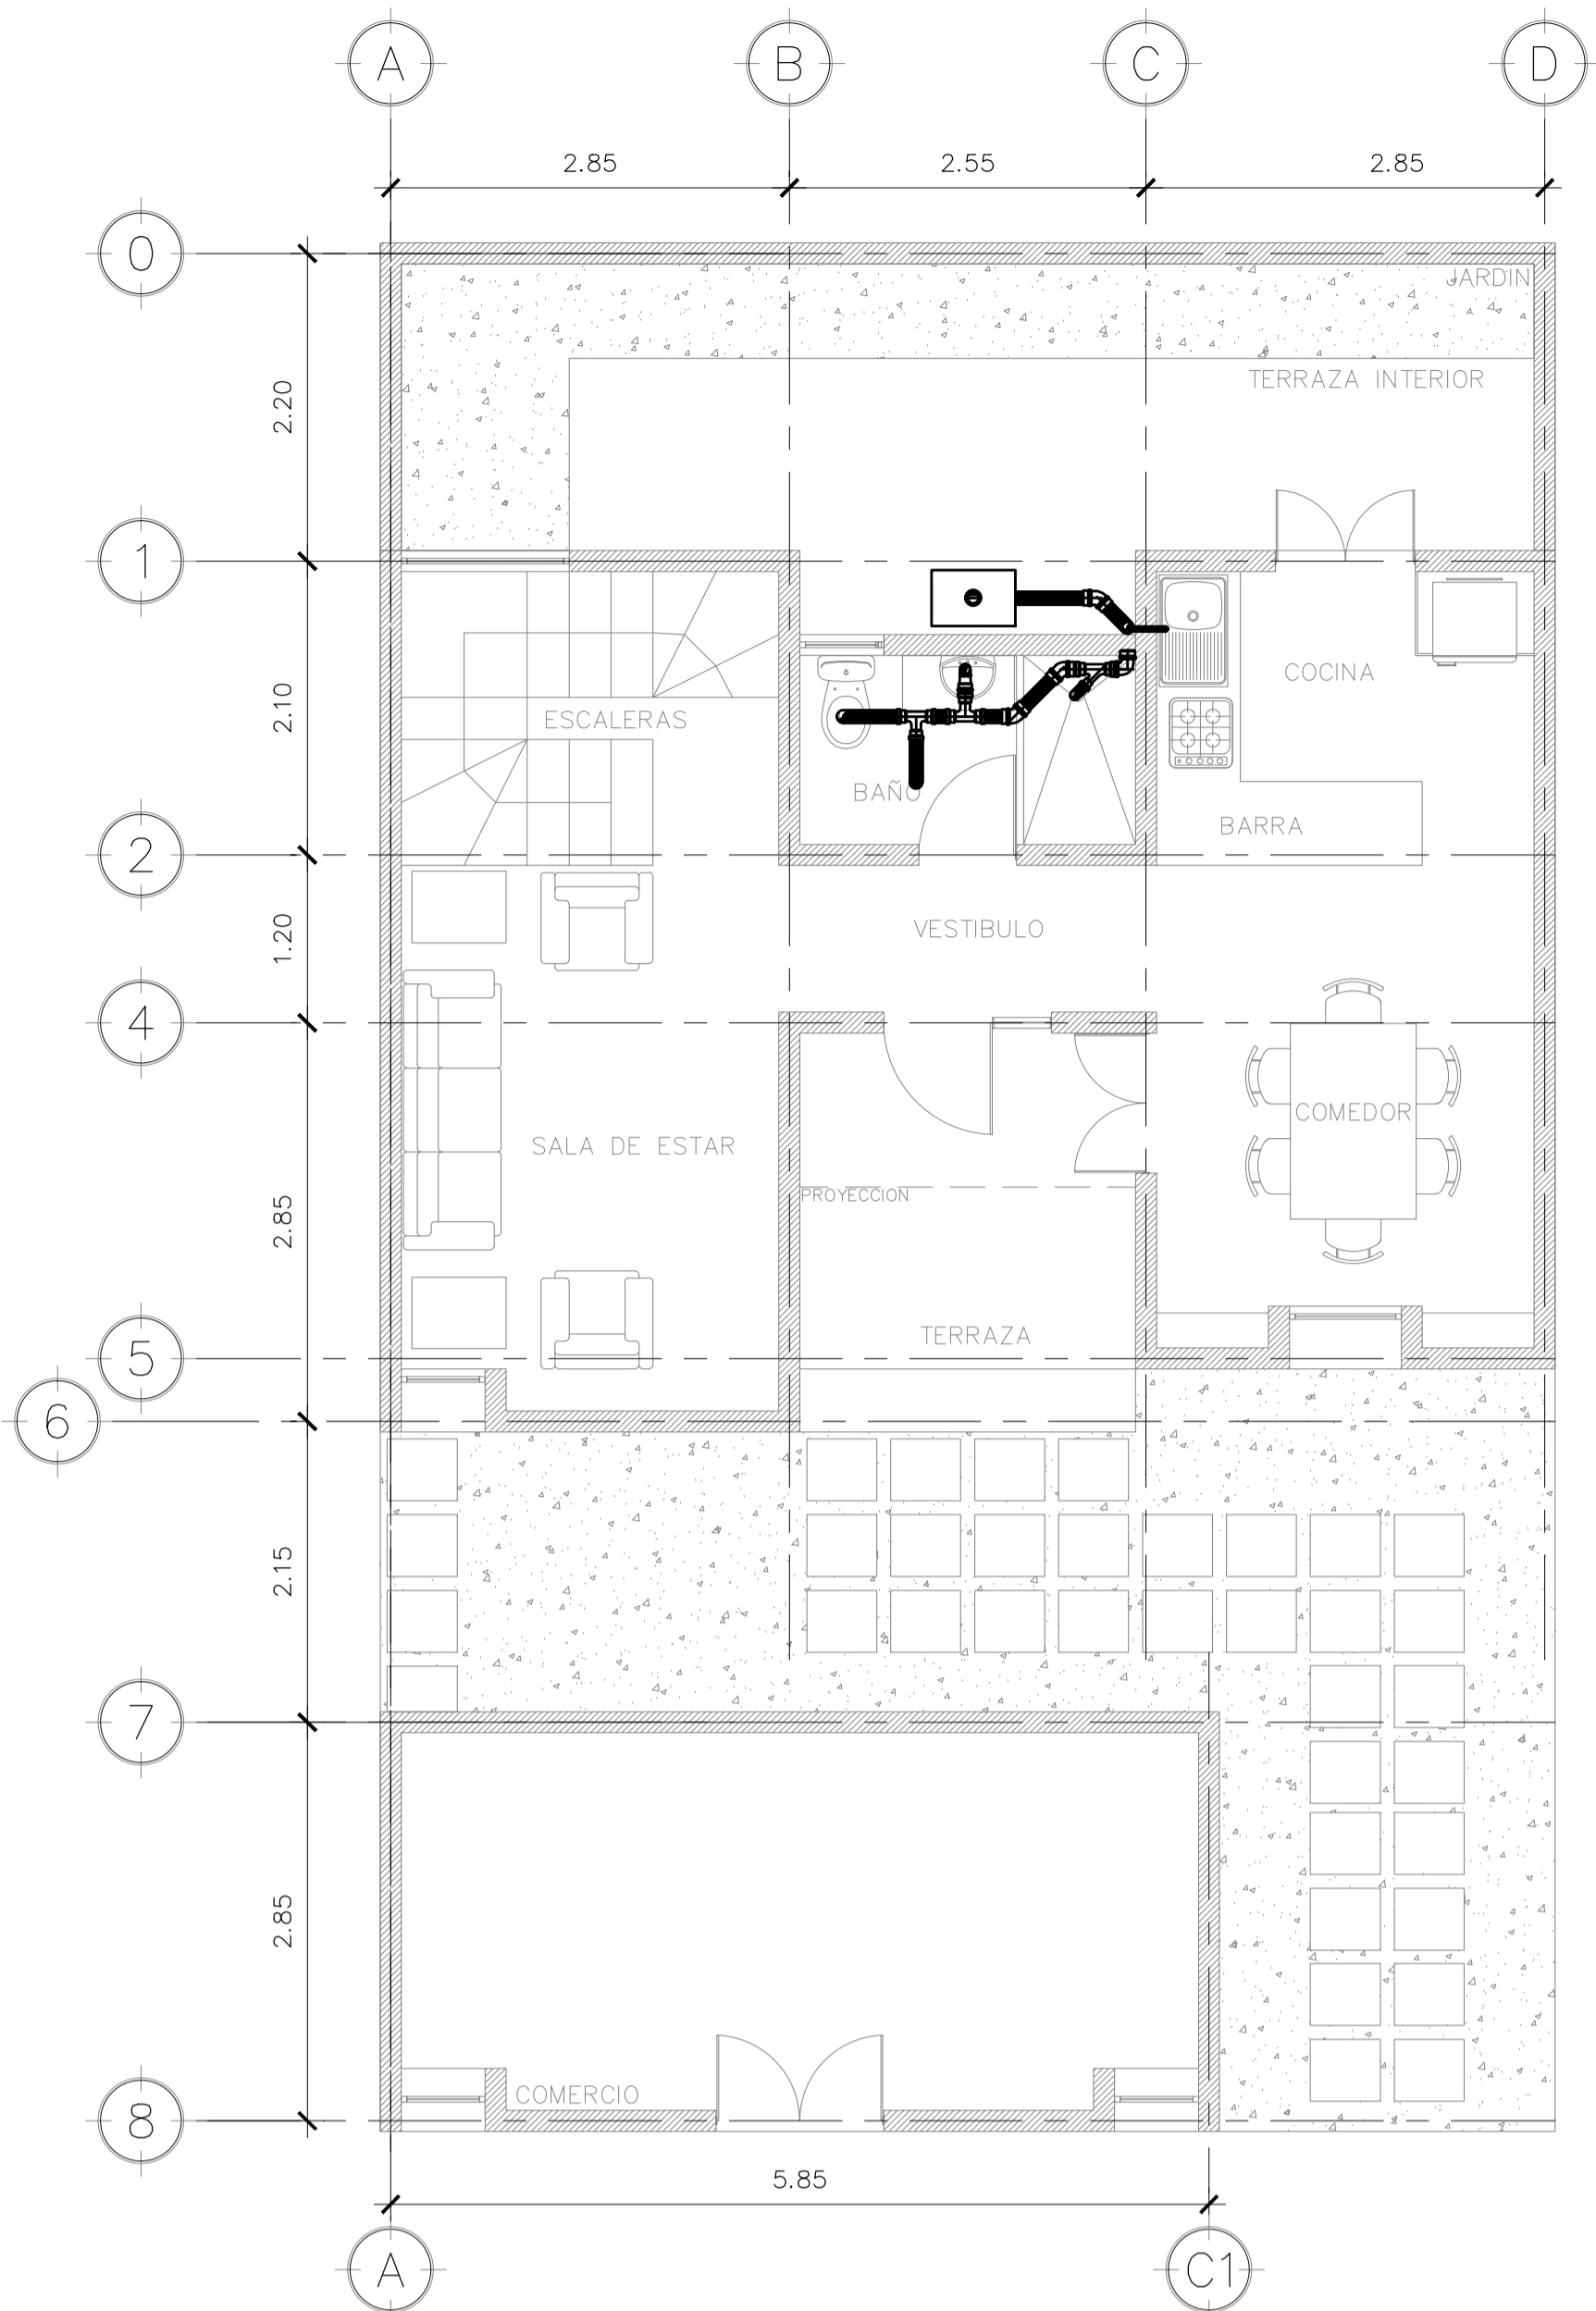 A B C D
2.85 2.55 2.85
0
JARDIN
TERRAZA INTERIOR
2.20
1
COCINA
2.10
ESCALERAS
BAÑO
BARRA
2
VESTIBULO
1.20
4
COMEDOR
SALA DE ESTAR
PROYECCION
2.85
TERRAZA
5
6
2.15
7
2.85
COMERCIO
8
5.85
A C1